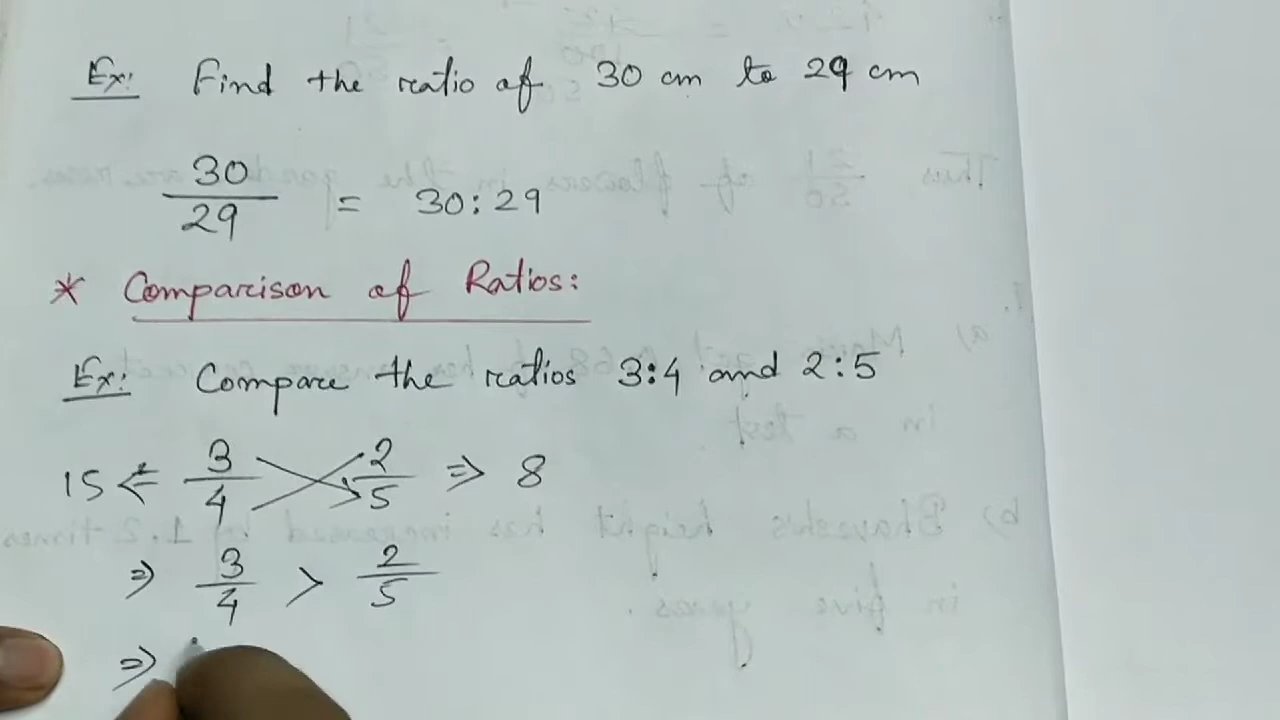 Ex: Find the ratio of 30 cm to 29 cm
30/29 = 30:29
* Comparison of Ratios:
Ex: Compare the ratios 3:4 and 2:5
15 ⇐ 3/4 2/5 ⇒ 8
⇒ 3/4 > 2/5
⇒